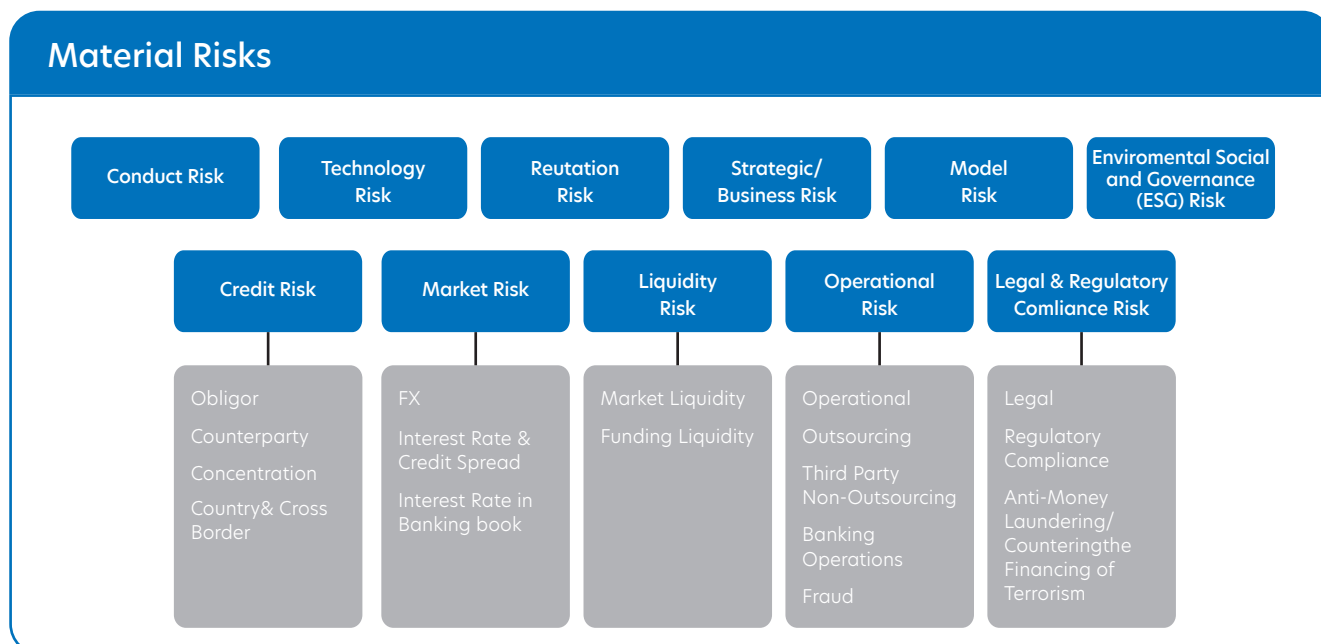 Material Risks
Conduct Risk
Technology
Risk
Reutation
Risk
Strategic/
Business Risk
Model
Risk
Enviromental Social
and Governance
(ESG) Risk
Credit Risk
Market Risk
Liquidity
Risk
Operational
Risk
Legal & Regulatory
Comliance Risk
Obligor
Counterparty
Concentration
Country& Cross
Border
FX
Interest Rate &
Credit Spread
Interest Rate in
Banking book
Market Liquidity
Funding Liquidity
Operational
Outsourcing
Third Party
Non-Outsourcing
Banking
Operations
Fraud
Legal
Regulatory
Compliance
Anti-Money
Laundering/
Counteringthe
Financing of
Terrorism